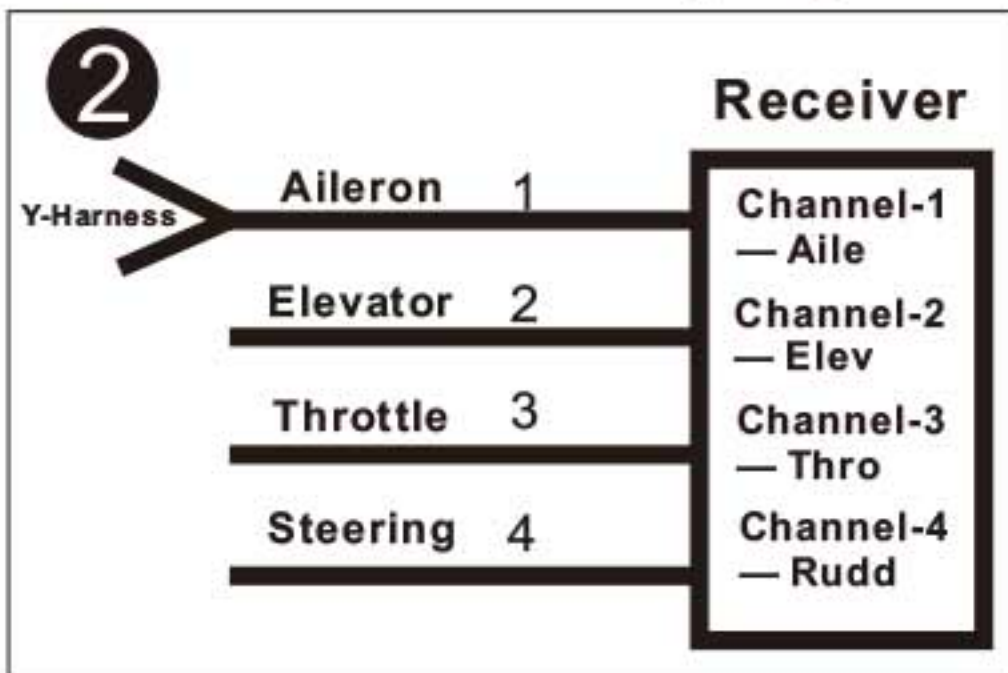 2
Receiver
Y-Harness
Aileron 1
Elevator 2
Throttle 3
Steering 4
Channel-1
— Aile
Channel-2
— Elev
Channel-3
— Thro
Channel-4
— Rudd